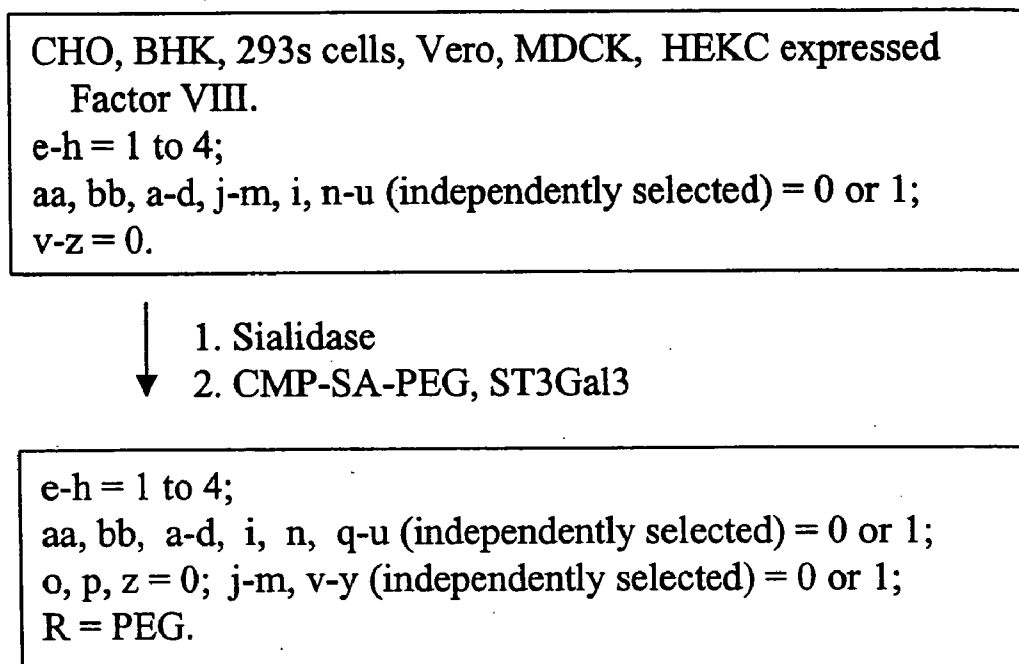 CHO, BHK, 293s cells, Vero, MDCK, HEKC expressed
Factor VIII.
e-h = 1 to 4;
aa, bb, a-d, j-m, i, n-u (independently selected) = 0 or 1;
v-z = 0.
1. Sialidase
2. CMP-SA-PEG, ST3Gal3
e-h = 1 to 4;
aa, bb, a-d, i, n, q-u (independently selected) = 0 or 1;
o, p, z = 0; j-m, v-y (independently selected) = 0 or 1;
R = PEG.